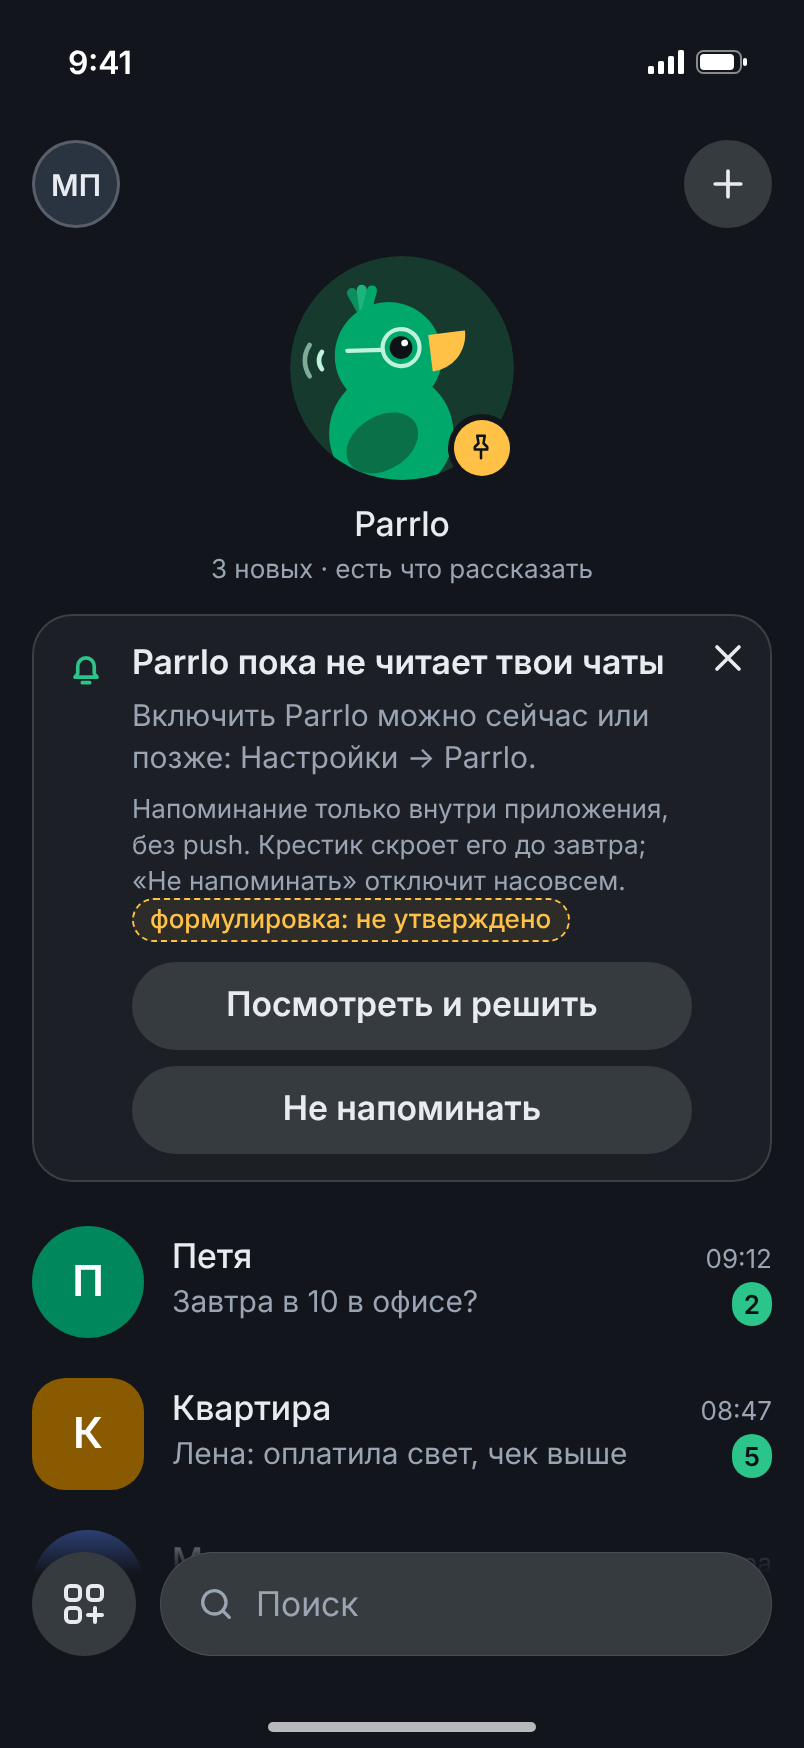 9:41
МП
Parrlo
3 новых · есть что рассказать
Parrlo пока не читает твои чаты
Включить Parrlo можно сейчас или
позже: Настройки → Parrlo.
Напоминание только внутри приложения,
без push. Крестик скроет его до завтра;
«Не напоминать» отключит насовсем.
формулировка: не утверждено
Посмотреть и решить
Не напоминать
П
Петя
09:12
Завтра в 10 в офисе?
2
К
Квартира
08:47
Лена: оплатила свет, чек выше
5
Поиск